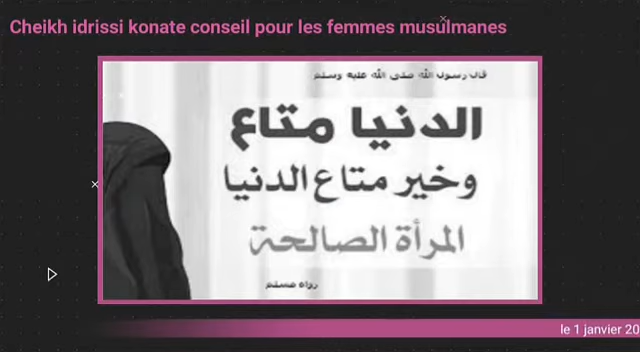 Cheikh idrissi konate conseil pour les femmes musulmanes
قال رسول الله صلى الله عليه وسلم
الدنيا متاع
وخير متاع الدنيا
المرأة الصالحة
رواه مسلم
le 1 janvier 20